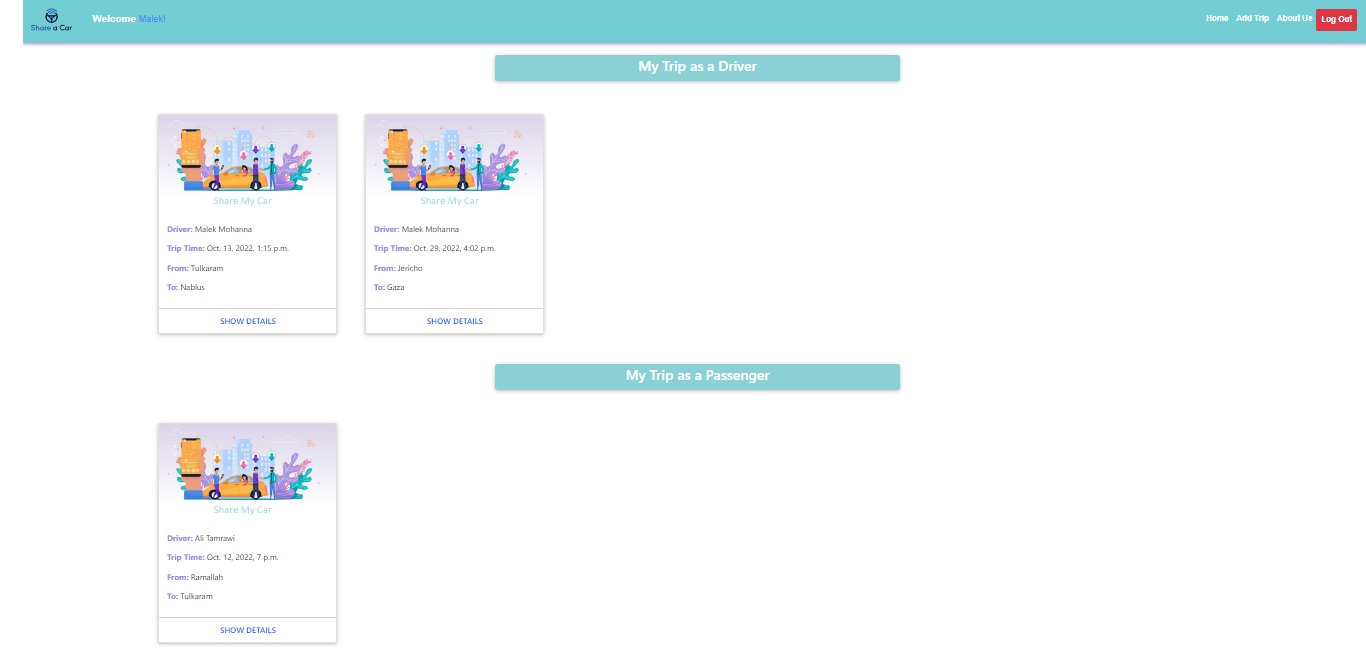 Share a Car
Welcome Malek!
Home Add Trip About Us Log Out
My Trip as a Driver
Share My Car
Driver: Malek Mohanna
Trip Time: Oct. 13, 2022, 1:15 p.m.
From: Tulkaram
To: Nablus
SHOW DETAILS
Share My Car
Driver: Malek Mohanna
Trip Time: Oct. 29, 2022, 4:02 p.m.
From: Jericho
To: Gaza
SHOW DETAILS
My Trip as a Passenger
Share My Car
Driver: Ali Tamrawi
Trip Time: Oct. 12, 2022, 7 p.m.
From: Ramallah
To: Tulkaram
SHOW DETAILS